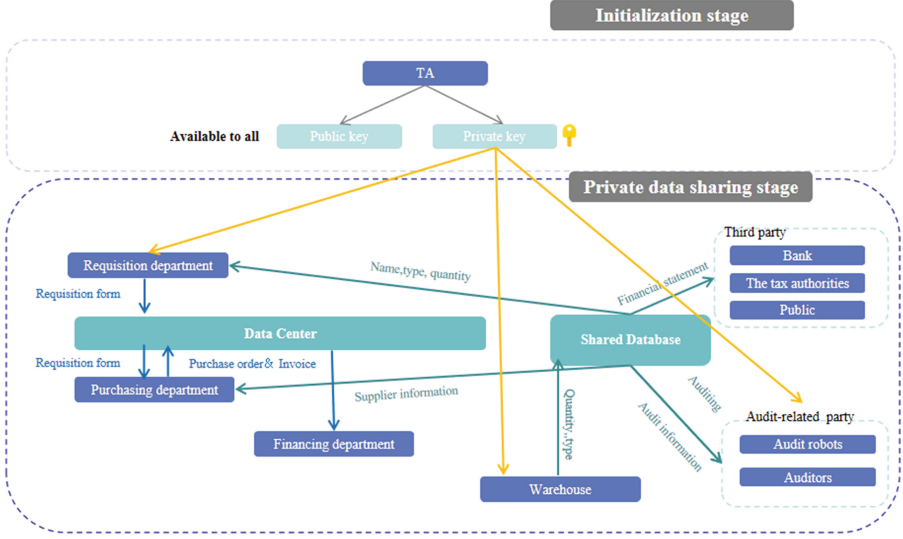 Initialization stage
TA
Available to all
Public key
Private key
Private data sharing stage
Third party
Bank
The tax authorities
Public
Requisition department
Name,type, quantity
Financial statement
Requisition form
Data Center
Shared Database
Requisition form
Purchase order& Invoice
Purchasing department
Supplier information
Quantity,,type
Auditing
Audit information
Audit-related party
Audit robots
Auditors
Financing department
Warehouse